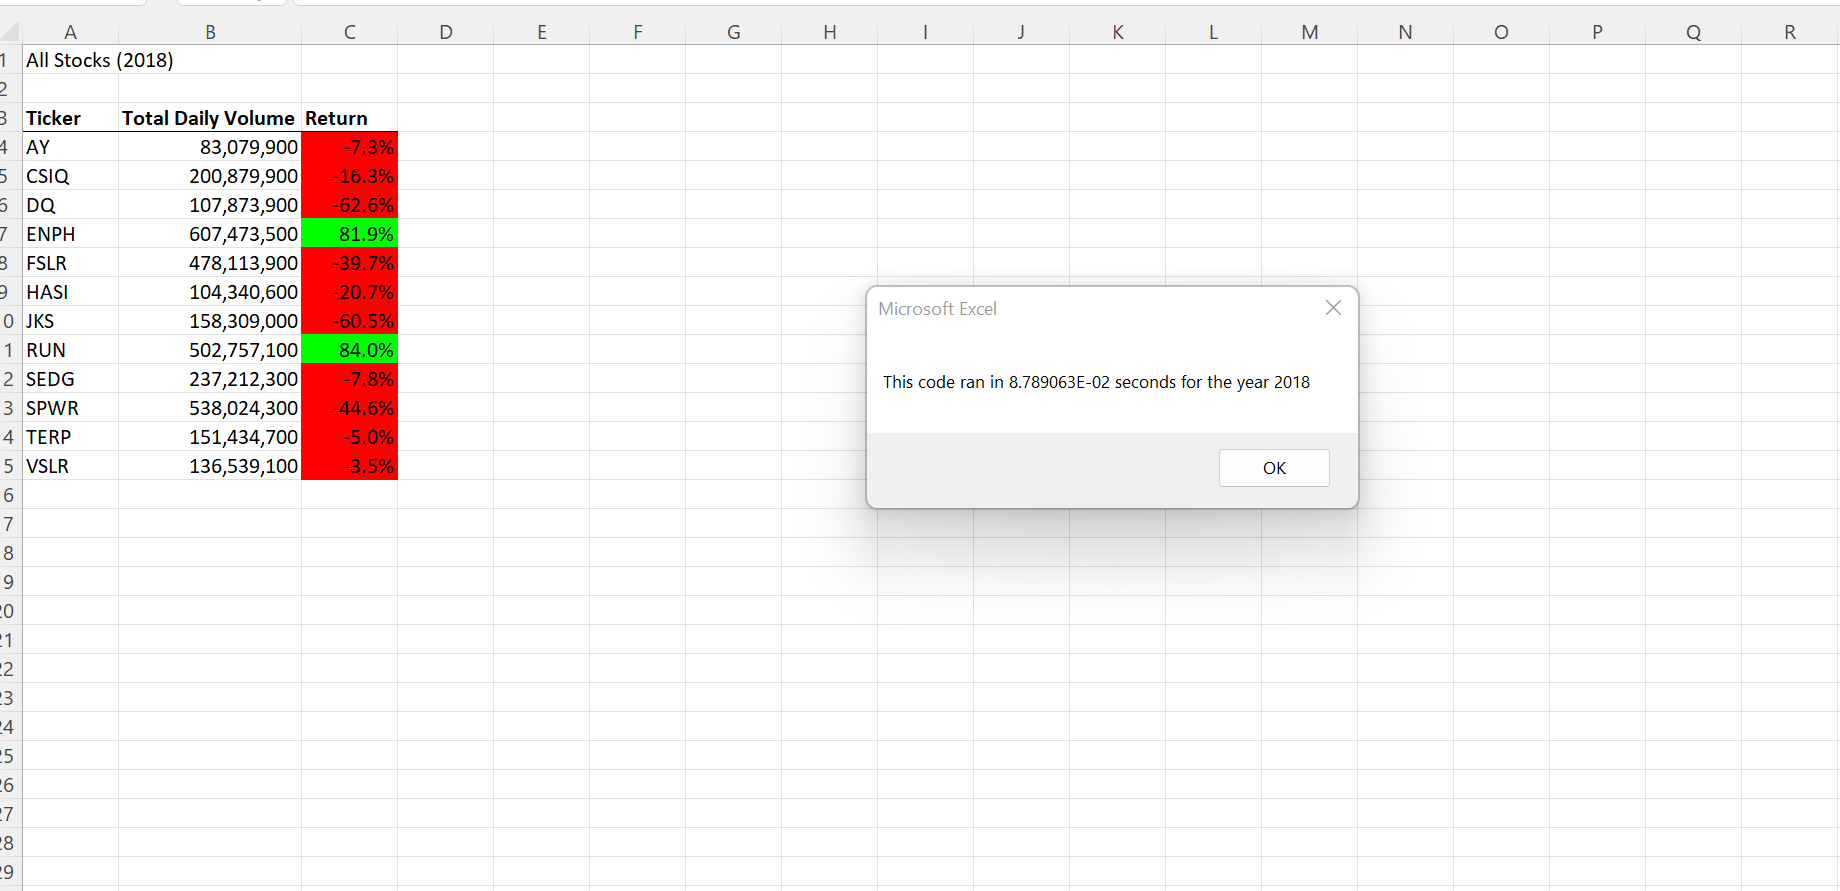 A B C D E F G H I J K L M N O P Q R
1 All Stocks (2018)
2
3 Ticker Total Daily Volume Return
4 AY 83,079,900 -7.3%
5 CSIQ 200,879,900 -16.3%
6 DQ 107,873,900 -62.6%
7 ENPH 607,473,500 81.9%
8 FSLR 478,113,900 -39.7%
9 HASI 104,340,600 -20.7%
0 JKS 158,309,000 -60.5%
1 RUN 502,757,100 84.0%
2 SEDG 237,212,300 -7.8%
3 SPWR 538,024,300 -44.6%
4 TERP 151,434,700 -5.0%
5 VSLR 136,539,100 -3.5%
6
7
8
9
20
21
22
23
24
25
26
27
28
29
Microsoft Excel
This code ran in 8.789063E-02 seconds for the year 2018
OK